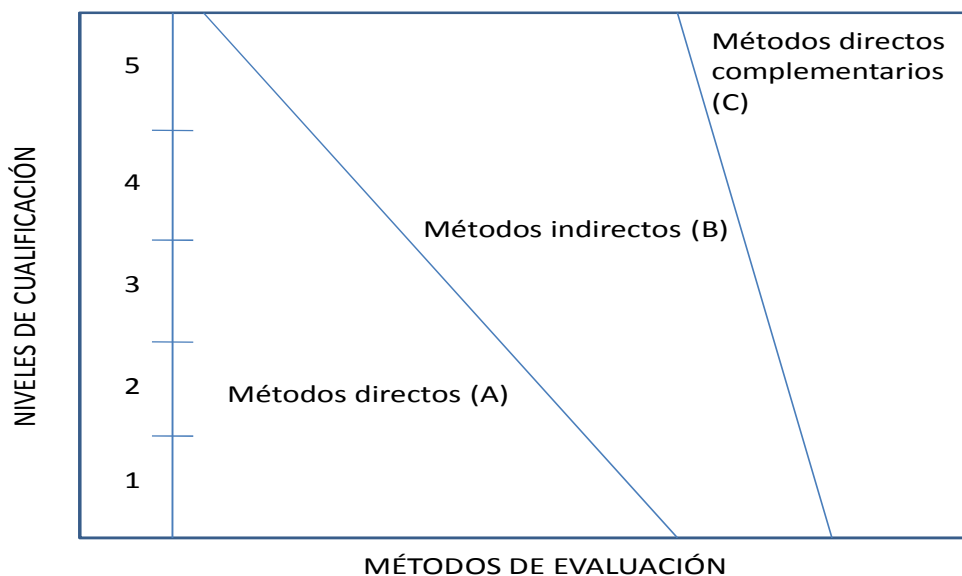 Métodos directos
complementarios
(C)
5
4
Métodos indirectos (B)
3
2
Métodos directos (A)
1
NIVELES DE CUALIFICACIÓN
MÉTODOS DE EVALUACIÓN